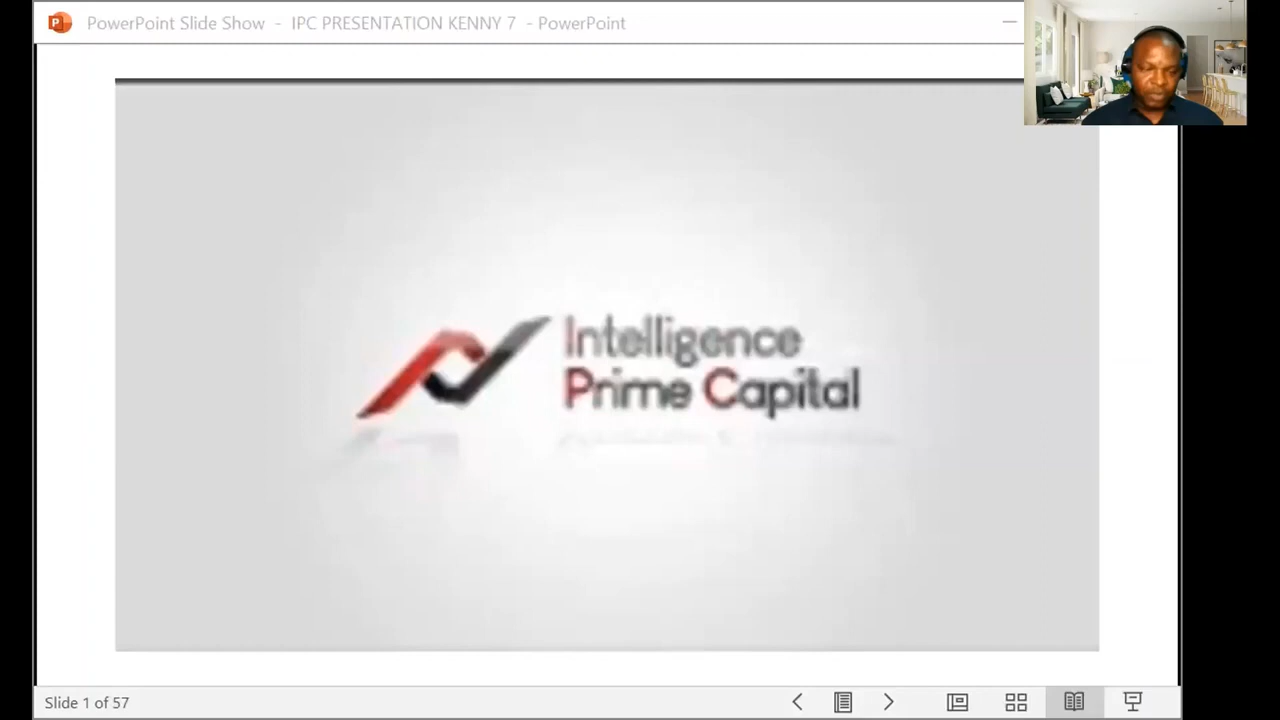 PowerPoint Slide Show - IPC PRESENTATION KENNY 7 - PowerPoint
Intelligence
Prime Capital
Slide 1 of 57